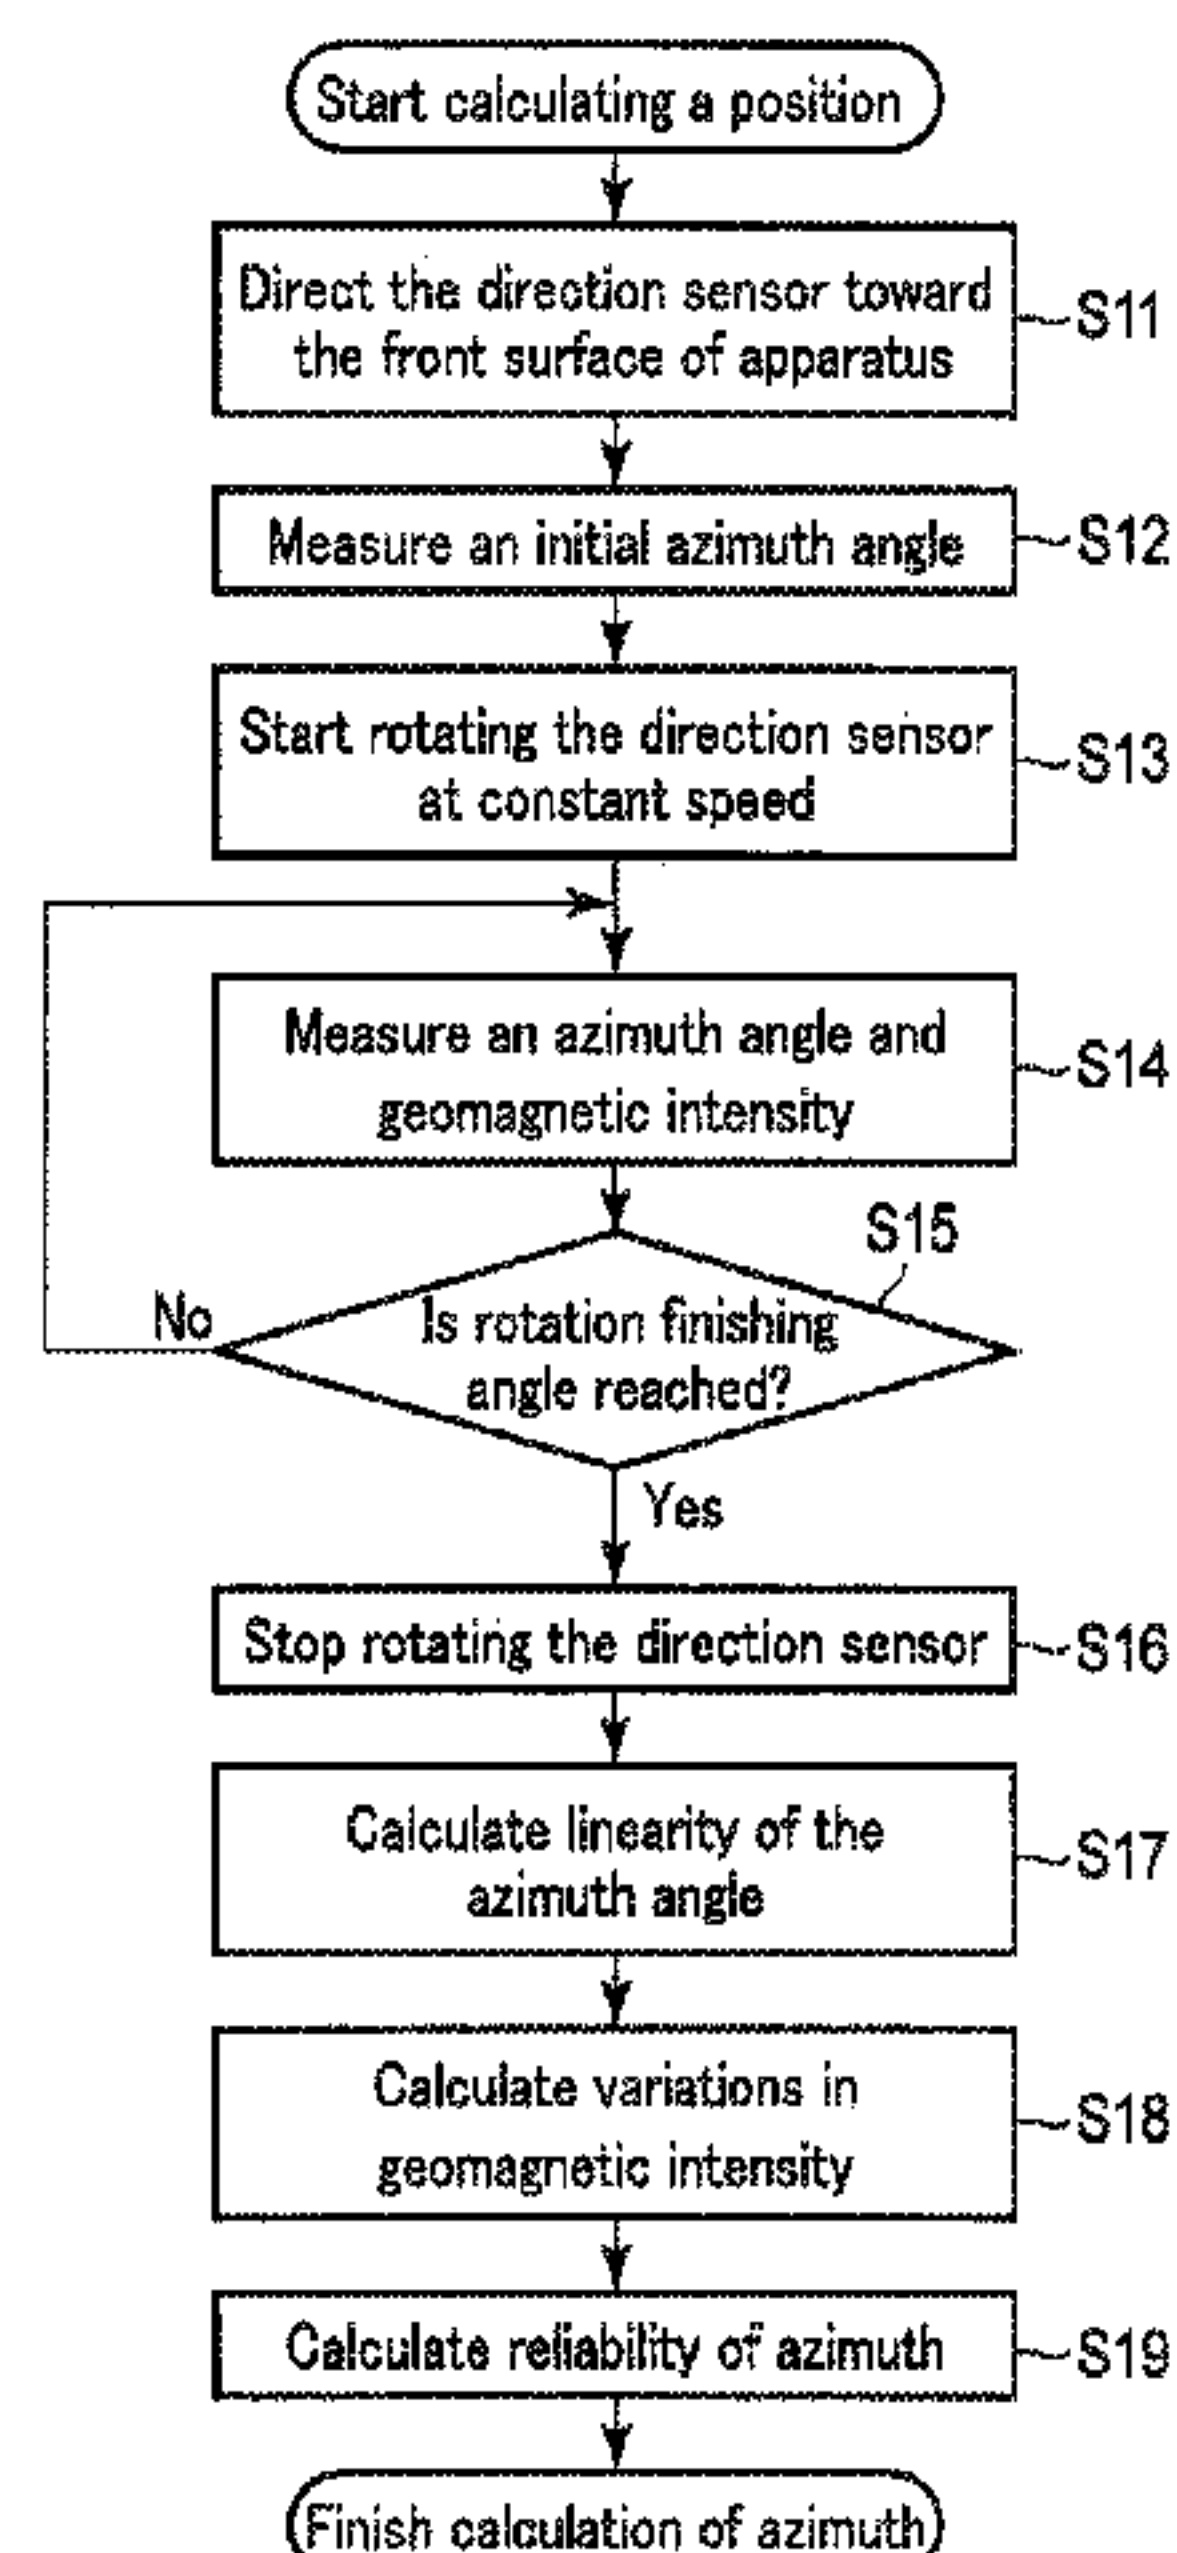 Start calculating a position
Direct the direction sensor toward
the front surface of apparatus
S11
Measure an initial azimuth angle
S12
Start rotating the direction sensor
at constant speed
S13
Measure an azimuth angle and
geomagnetic intensity
S14
S15
No
Is rotation finishing
angle reached?
Yes
Stop rotating the direction sensor
S16
Calculate linearity of the
azimuth angle
S17
Calculate variations in
geomagnetic intensity
S18
Calculate reliability of azimuth
S19
Finish calculation of azimuth